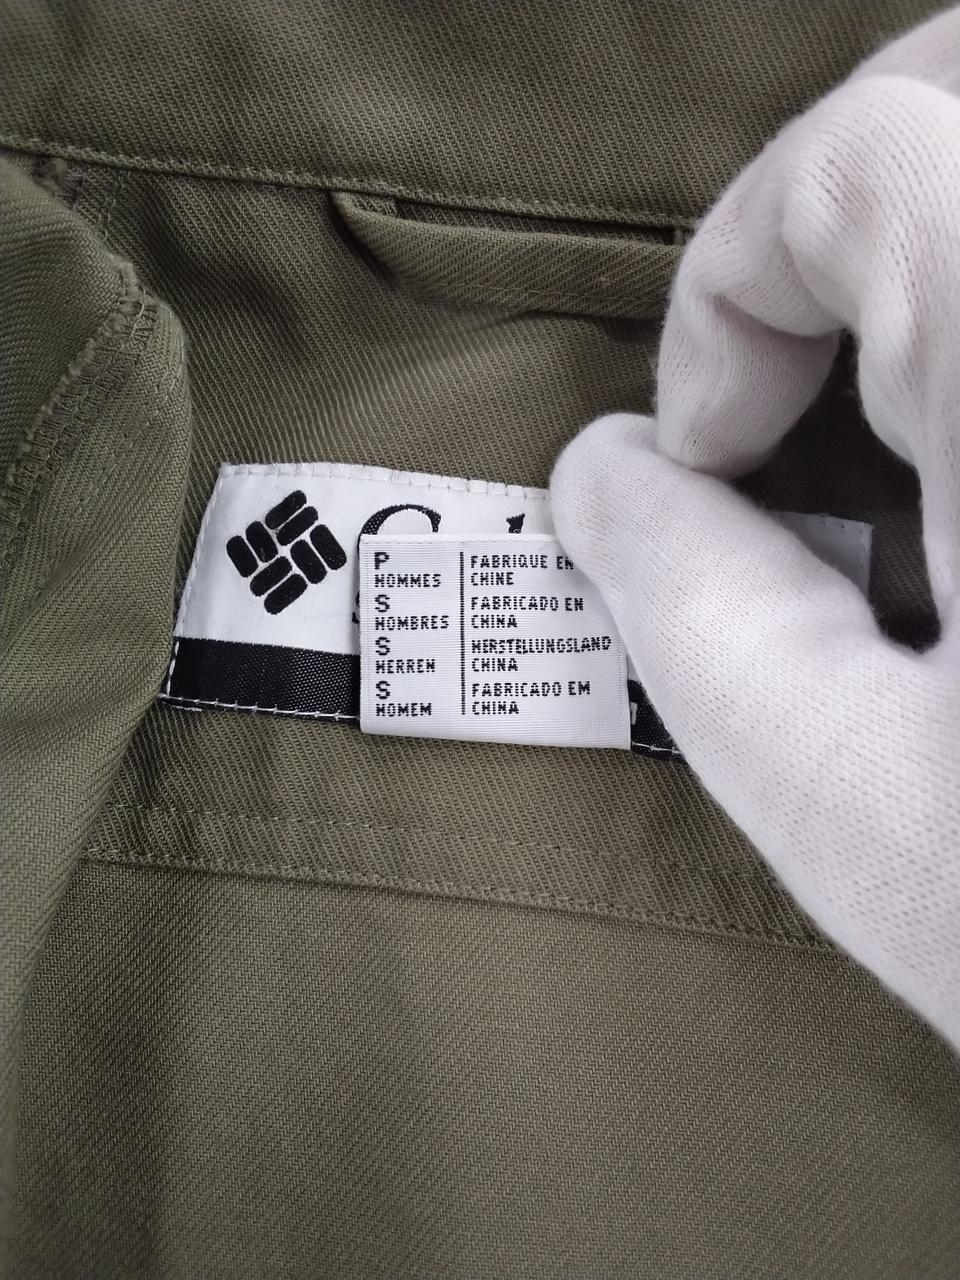 P
HOMMES
S
HOMBRES
S
HERREN
S
HOMEM
FABRIQUE EN
CHINE
FABRICADO EN
CHINA
HERSTELLUNGSLAND
CHINA
FABRICADO EM
CHINA